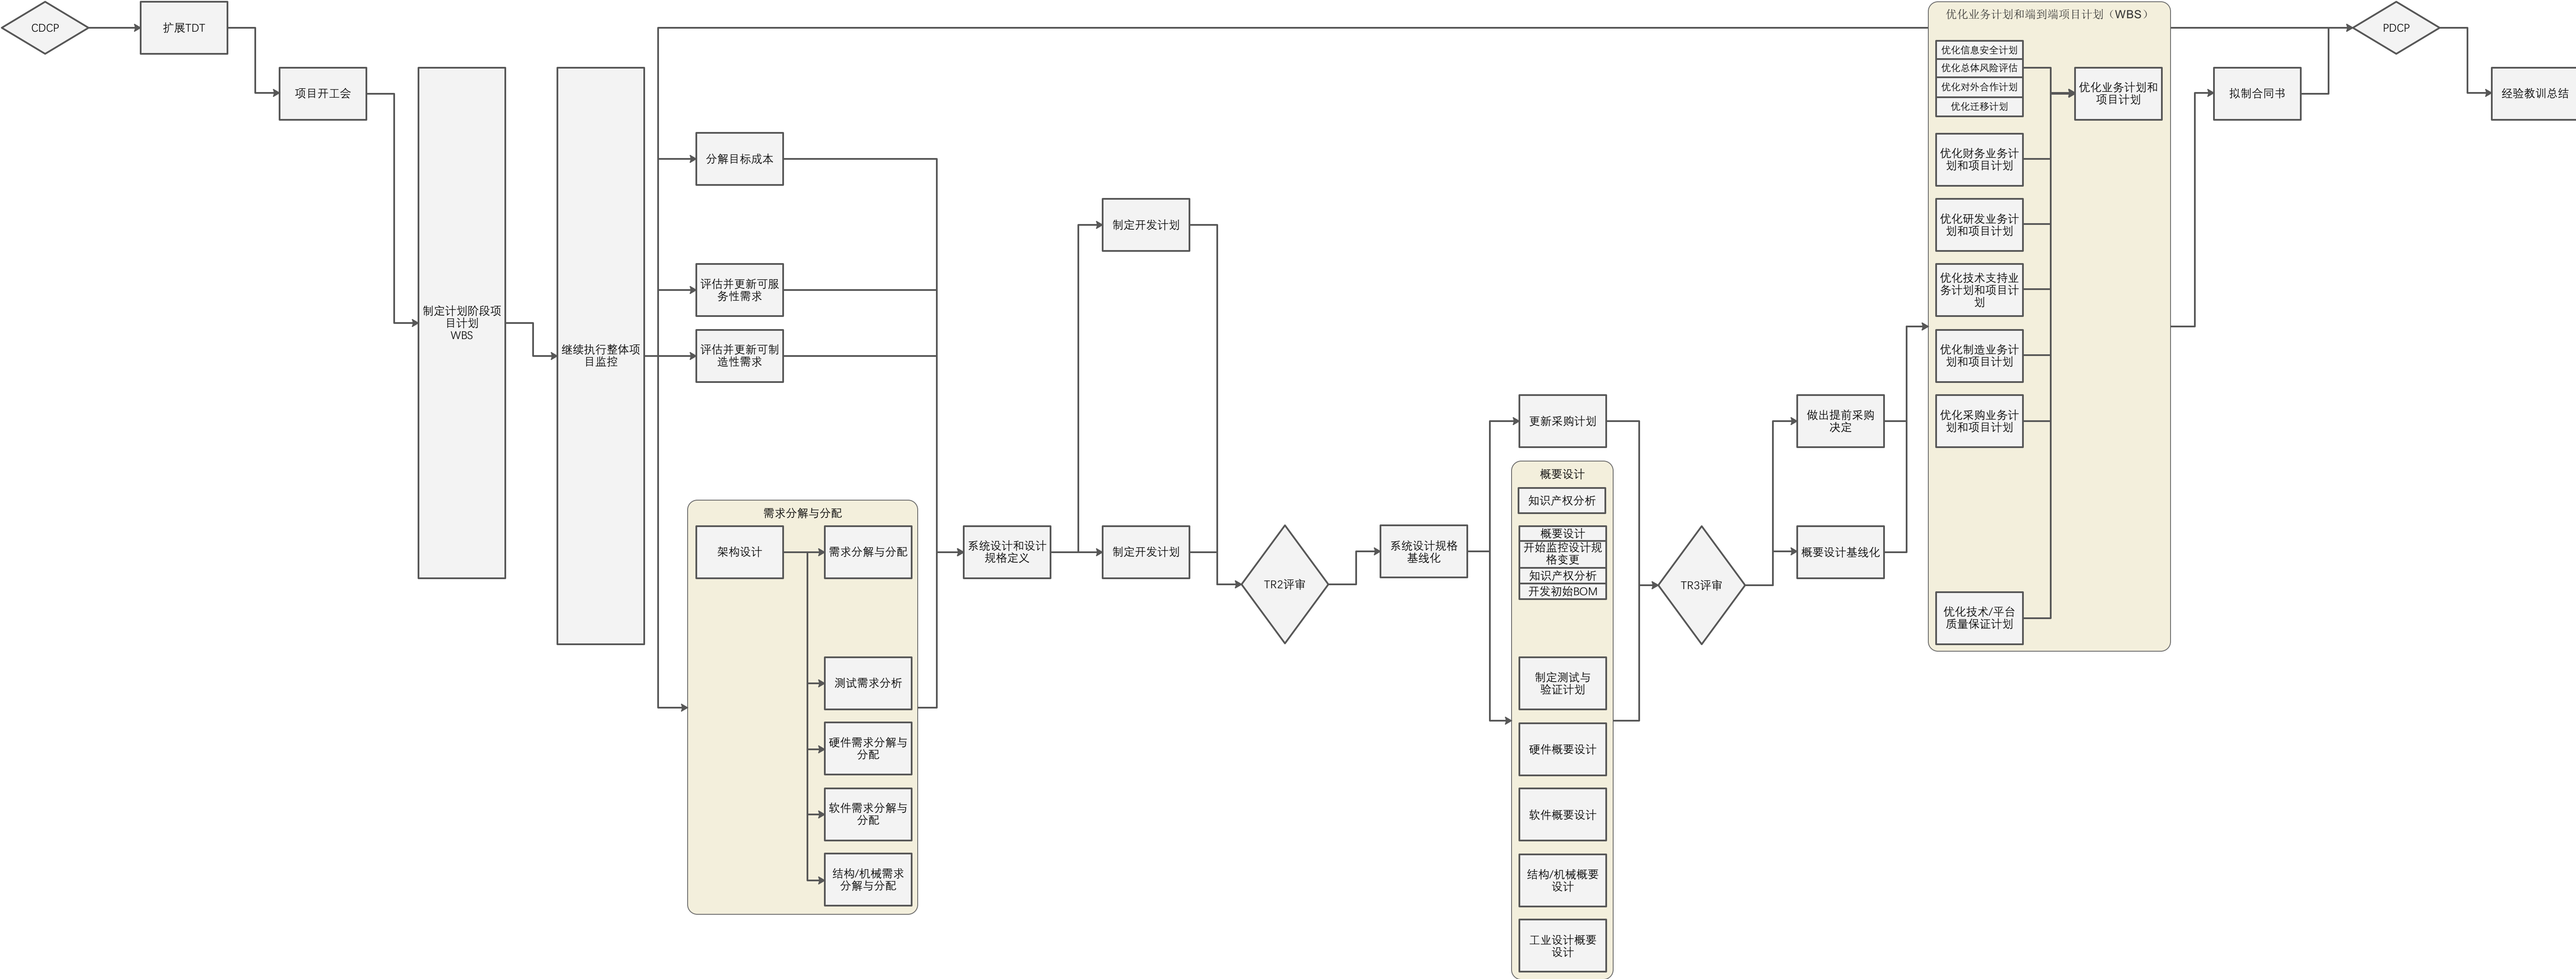 CDCP
扩展TDT
项目开工会
制定计划阶段项
目计划
WBS
继续执行整体项
目监控
分解目标成本
评估并更新可服
务性需求
评估并更新可制
造性需求
需求分解与分配
架构设计
需求分解与分配
测试需求分析
硬件需求分解与
分配
软件需求分解与
分配
结构/机械需求
分解与分配
系统设计和设计
规格定义
制定开发计划
制定开发计划
TR2评审
系统设计规格
基线化
更新采购计划
概要设计
知识产权分析
概要设计
开始监控设计规
格变更
知识产权分析
开发初始BOM
制定测试与
验证计划
硬件概要设计
软件概要设计
结构/机械概要
设计
工业设计概要
设计
TR3评审
做出提前采购
决定
概要设计基线化
优化业务计划和端到端项目计划（WBS）
优化信息安全计划
优化总体风险评估
优化对外合作计划
优化迁移计划
优化业务计划和
项目计划
优化财务业务计
划和项目计划
优化研发业务计
划和项目计划
优化技术支持业
务计划和项目计
划
优化制造业务计
划和项目计划
优化采购业务计
划和项目计划
优化技术/平台
质量保证计划
拟制合同书
PDCP
经验教训总结